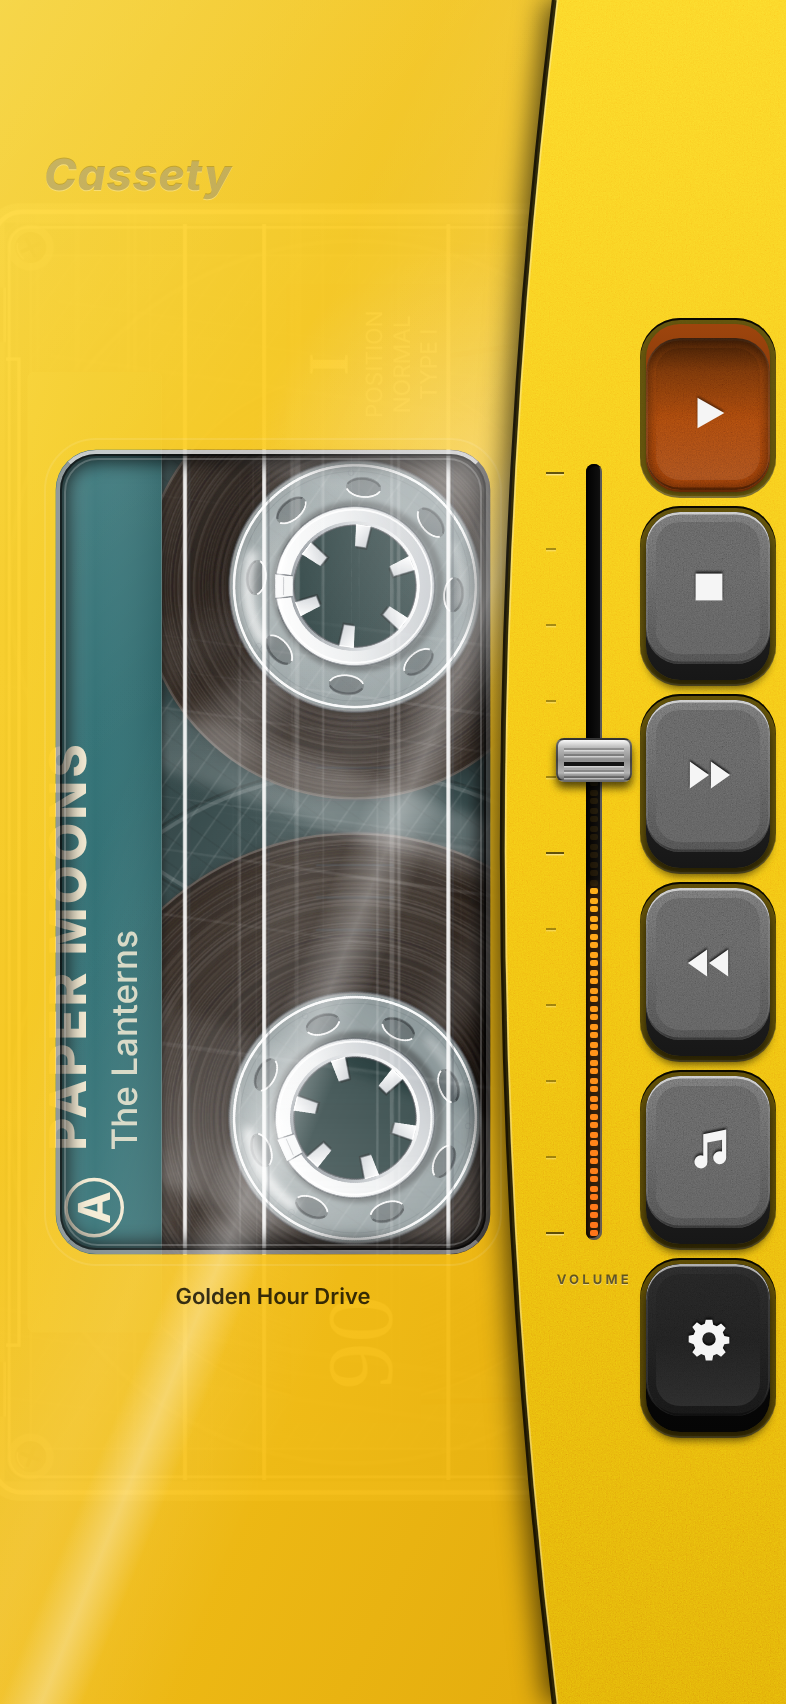 Cassety
I
POSITION
NORMAL
TYPE I
PAPER MOONS
The Lanterns
A
Golden Hour Drive
90
VOLUME